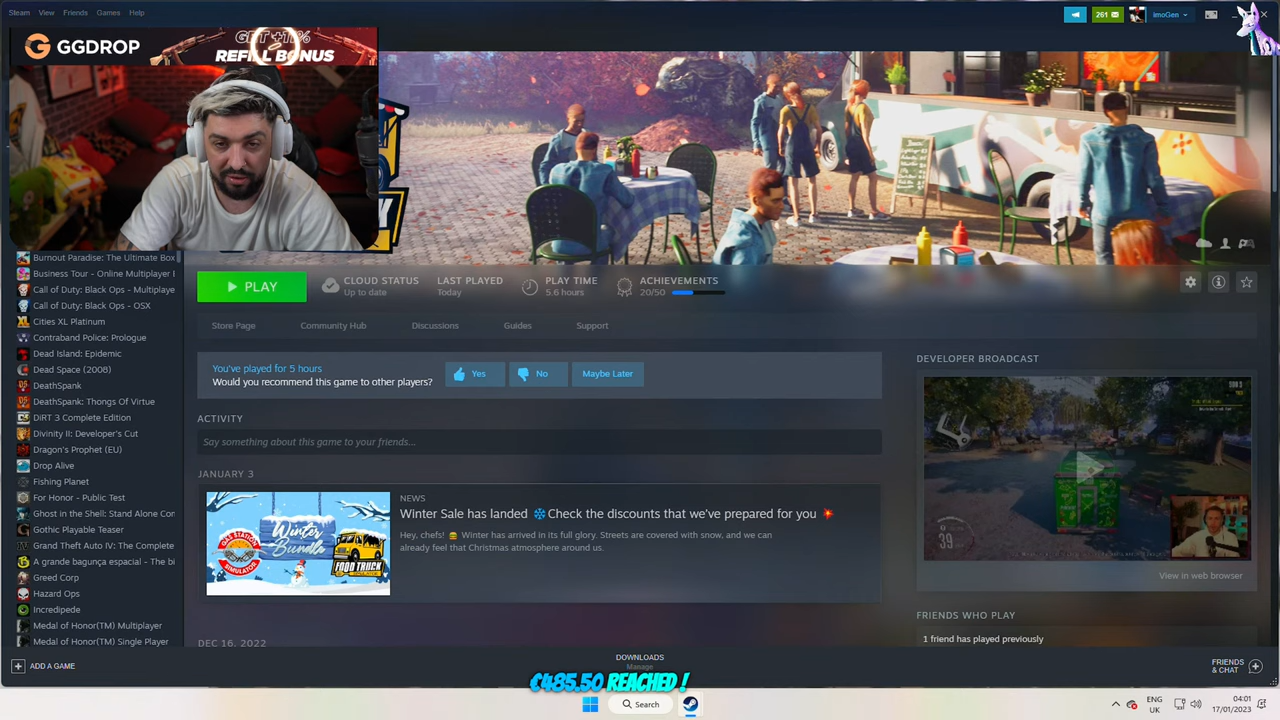 Steam View Friends Games Help
261
imoGen
GGDROP
REFILL BONUS
Burnout Paradise: The Ultimate Box
Business Tour - Online Multiplayer
Call of Duty: Black Ops - Multiplaye
Call of Duty: Black Ops - OSX
Cities XL Platinum
Contraband Police: Prologue
Dead Island: Epidemic
Dead Space (2008)
DeathSpank
DeathSpank: Thongs Of Virtue
DiRT 3 Complete Edition
Divinity II: Developer's Cut
Dragon's Prophet (EU)
Drop Alive
Fishing Planet
For Honor - Public Test
Ghost in the Shell: Stand Alone Con
Gothic Playable Teaser
Grand Theft Auto IV: The Complete
A grande bagunça espacial - The bi
Greed Corp
Hazard Ops
Incredipede
Medal of Honor(TM) Multiplayer
Medal of Honor(TM) Single Player
PLAY
CLOUD STATUS
Up to date
LAST PLAYED
Today
PLAY TIME
5.6 hours
ACHIEVEMENTS
20/50
Store Page Community Hub Discussions Guides Support
You've played for 5 hours
Would you recommend this game to other players?
Yes
No
Maybe Later
ACTIVITY
Say something about this game to your friends...
JANUARY 3
Winter
Bundle
GAS STATION
SIMULATOR
FOOD TRUCK
SIMULATOR
NEWS
Winter Sale has landed ❄️Check the discounts that we've prepared for you 💥
Hey, chefs! 🍔 Winter has arrived in its full glory. Streets are covered with snow, and we can
already feel that Christmas atmosphere around us.
DEC 16, 2022
DEVELOPER BROADCAST
39
View in web browser
FRIENDS WHO PLAY
1 friend has played previously
ADD A GAME
DOWNLOADS
Manage
FRIENDS
& CHAT
€485.50 REACHED !
Search
ENG
UK
04:01
17/01/2023